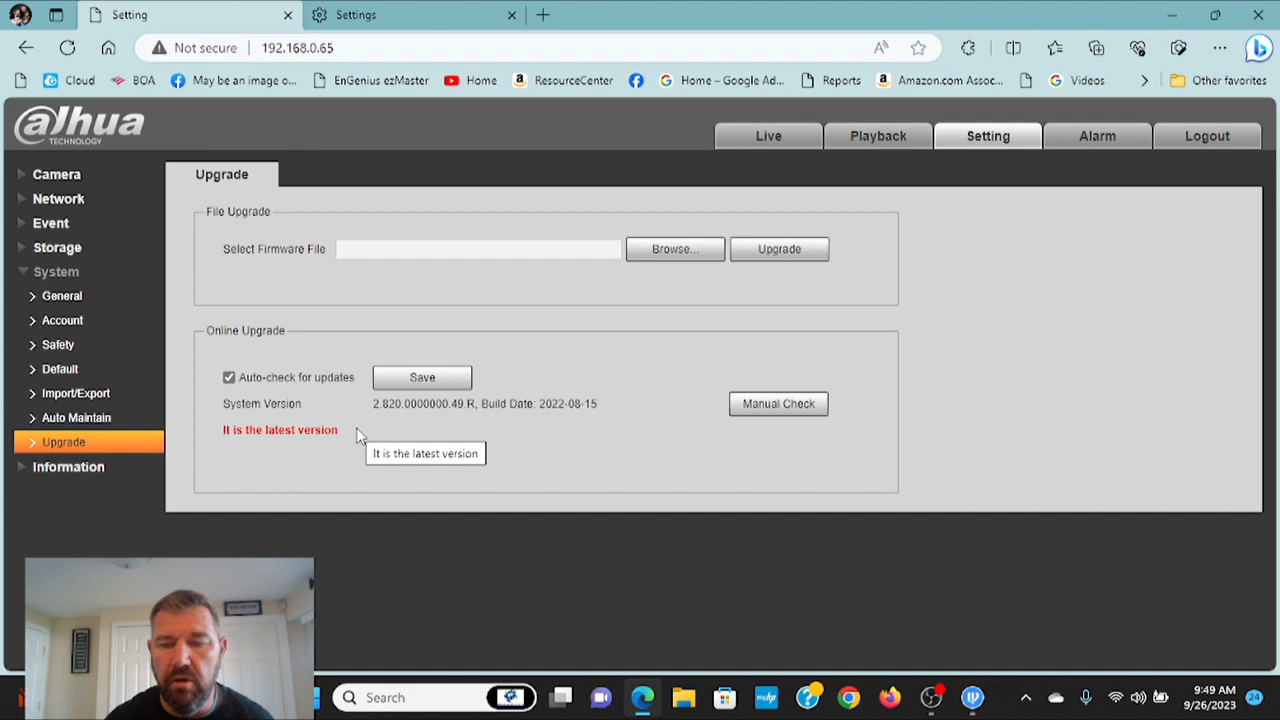 Setting
Settings
Not secure
192.168.0.65
Cloud
BOA
May be an image o...
EnGenius ezMaster
Home
ResourceCenter
Home – Google Ad...
Reports
Amazon.com Assoc...
Videos
Other favorites
alhua
TECHNOLOGY
Live
Playback
Setting
Alarm
Logout
Camera
Network
Event
Storage
System
General
Account
Safety
Default
Import/Export
Auto Maintain
Upgrade
Information
Upgrade
File Upgrade
Select Firmware File
Browse...
Upgrade
Online Upgrade
Auto-check for updates
Save
System Version
2.820.0000000.49.R, Build Date: 2022-08-15
Manual Check
It is the latest version
It is the latest version
Search
9:49 AM
9/26/2023
24